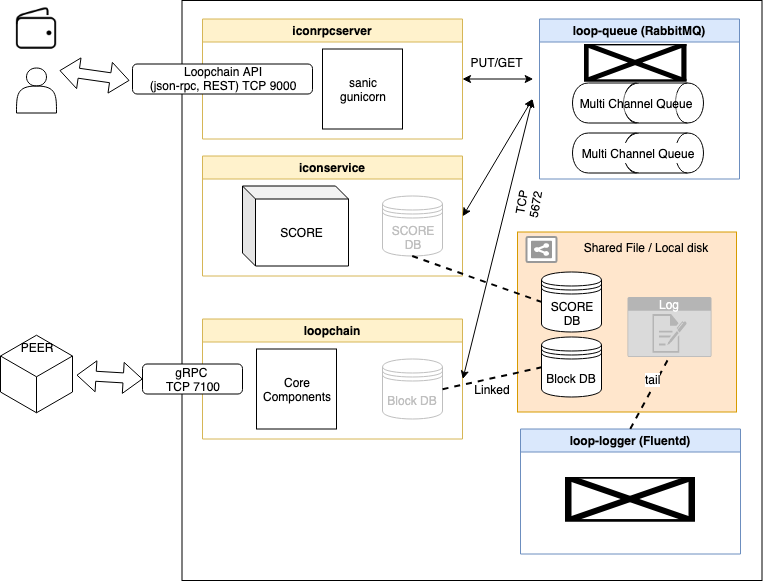 iconrpcserver
Loopchain API
(json-rpc, REST) TCP 9000
sanic
gunicorn
PUT/GET
loop-queue (RabbitMQ)
Multi Channel Queue
Multi Channel Queue
iconservice
SCORE
SCORE
DB
TCP
5672
Shared File / Local disk
SCORE
DB
Log
Block DB
loopchain
PEER
gRPC
TCP 7100
Core
Components
Block DB
Linked
tail
loop-logger (Fluentd)